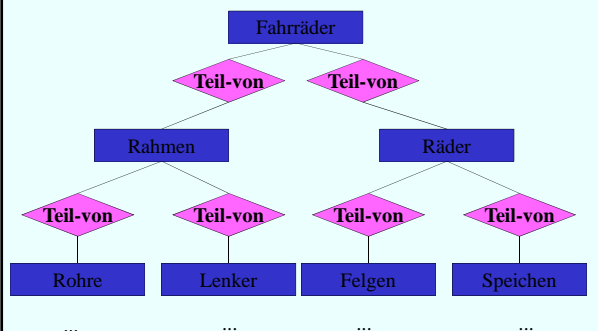 Fahrräder
Teil-von Teil-von
Rahmen Räder
Teil-von Teil-von Teil-von Teil-von
Rohre Lenker Felgen Speichen
... ... ... ...